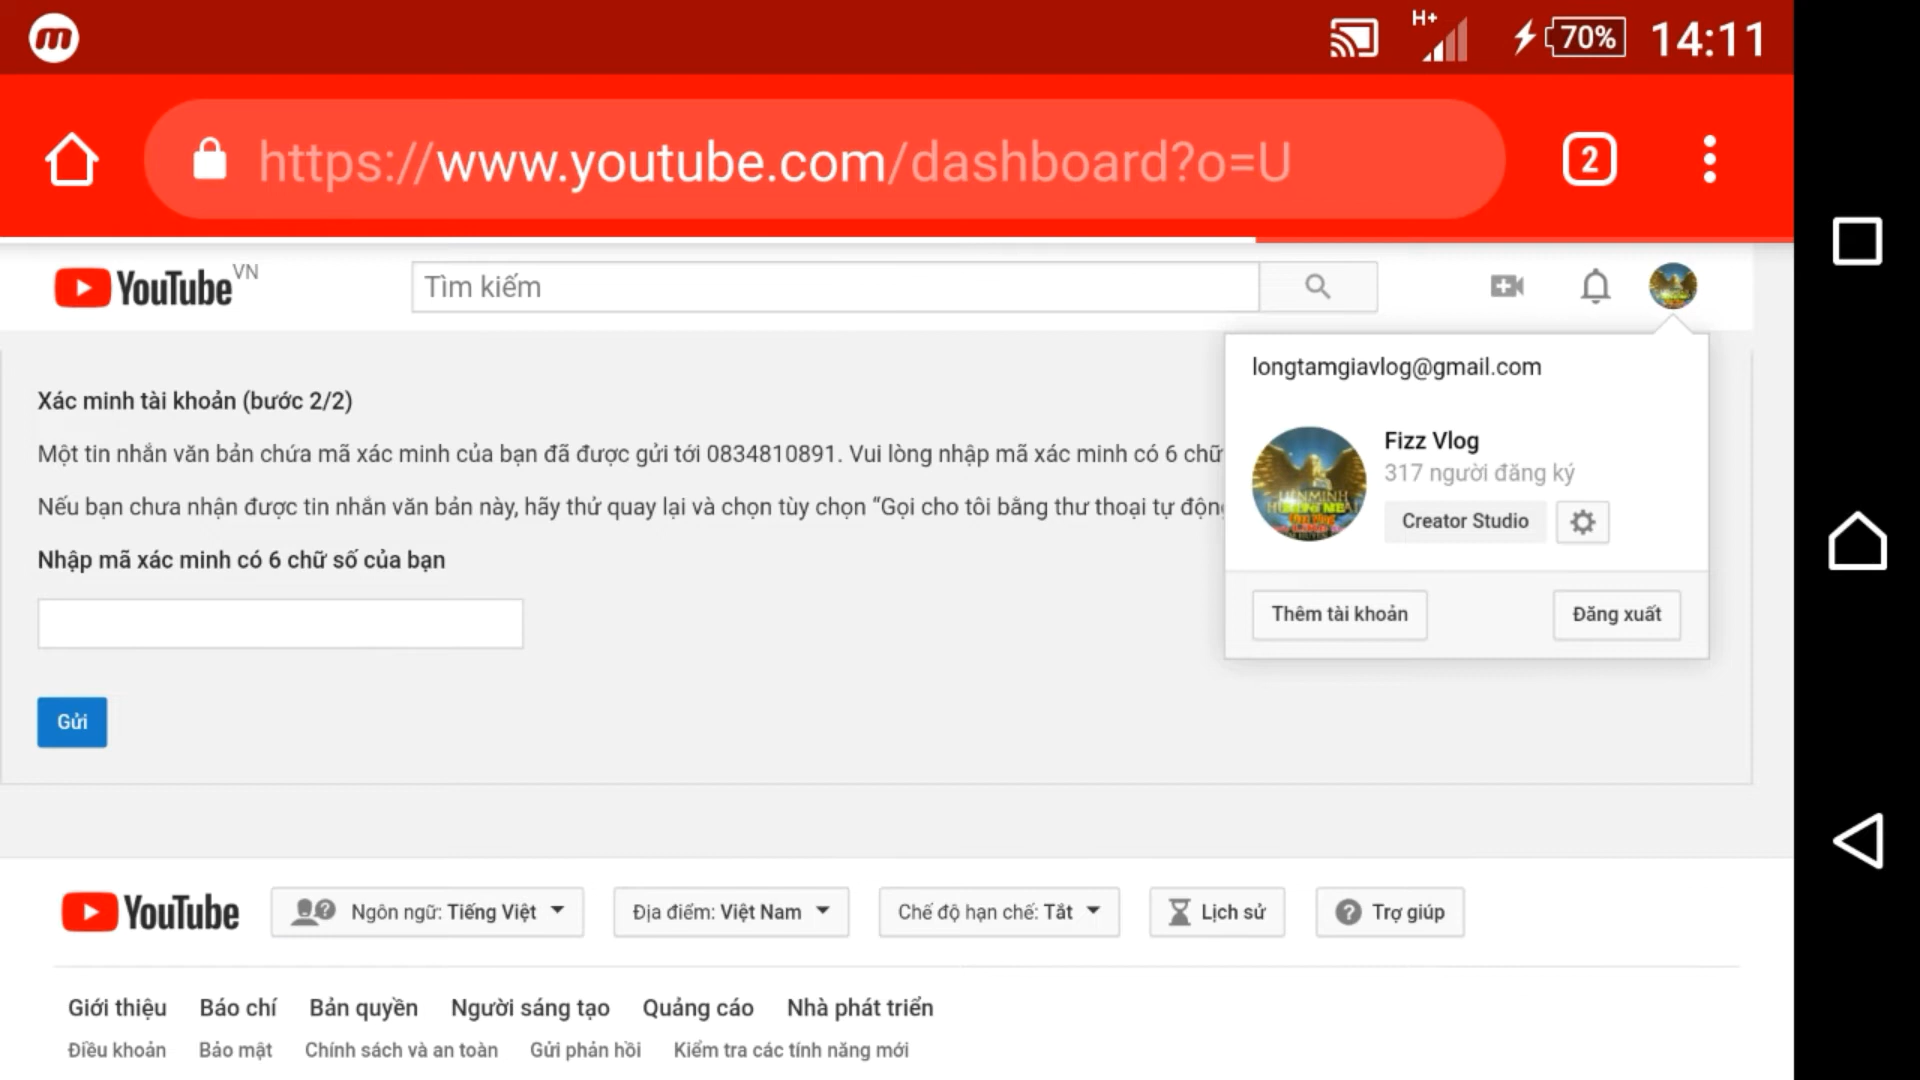 H+
70%
14:11
https://www.youtube.com/dashboard?o=U
2
YouTube VN
Tìm kiếm
longtamgiavlog@gmail.com
Fizz Vlog
317 người đăng ký
Creator Studio
Thêm tài khoản
Đăng xuất
Xác minh tài khoản (bước 2/2)
Một tin nhắn văn bản chứa mã xác minh của bạn đã được gửi tới 0834810891. Vui lòng nhập mã xác minh có 6 chữ
Nếu bạn chưa nhận được tin nhắn văn bản này, hãy thử quay lại và chọn tùy chọn “Gọi cho tôi bằng thư thoại tự động
Nhập mã xác minh có 6 chữ số của bạn
Gửi
YouTube
Ngôn ngữ: Tiếng Việt
Địa điểm: Việt Nam
Chế độ hạn chế: Tắt
Lịch sử
Trợ giúp
Giới thiệu Báo chí Bản quyền Người sáng tạo Quảng cáo Nhà phát triển
Điều khoản Bảo mật Chính sách và an toàn Gửi phản hồi Kiểm tra các tính năng mới